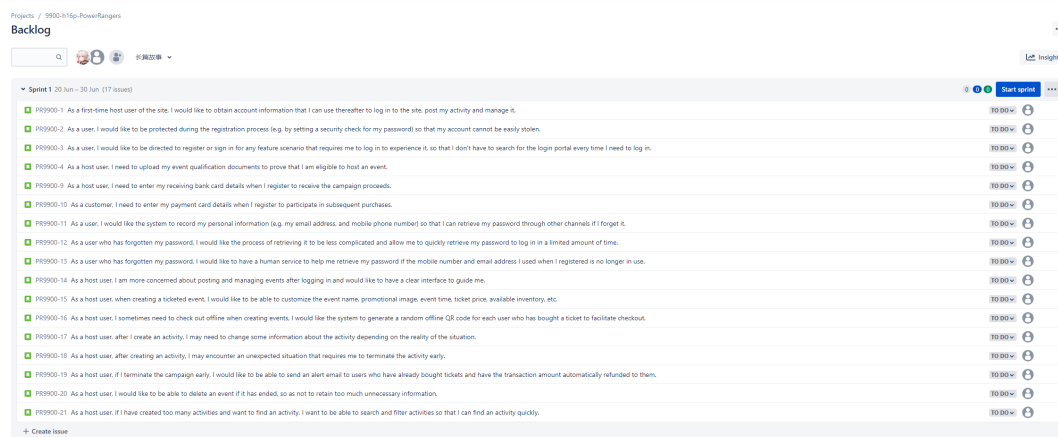 Projects / 9900-h16p-PowerRangers
Backlog
长篇故事
Insight
Sprint 1 20 Jun – 30 Jun (17 issues) 0 0 0 Start sprint
PR9900-1 As a first-time host user of the site, I would like to obtain account information that I can use thereafter to log in to the site, post my activity and manage it. TO DO
PR9900-2 As a user, I would like to be protected during the registration process (e.g. by setting a security check for my password) so that my account cannot be easily stolen. TO DO
PR9900-3 As a user, I would like to be directed to register or sign in for any feature scenario that requires me to log in to experience it, so that I don't have to search for the login portal every time I need to log in. TO DO
PR9900-4 As a host user, I need to upload my event qualification documents to prove that I am eligible to host an event. TO DO
PR9900-9 As a host user, I need to enter my receiving bank card details when I register to receive the campaign proceeds. TO DO
PR9900-10 As a customer, I need to enter my payment card details when I register to participate in subsequent purchases. TO DO
PR9900-11 As a user, I would like the system to record my personal information (e.g. my email address, and mobile phone number) so that I can retrieve my password through other channels if I forget it. TO DO
PR9900-12 As a user who has forgotten my password, I would like the process of retrieving it to be less complicated and allow me to quickly retrieve my password to log in in a limited amount of time. TO DO
PR9900-13 As a user who has forgotten my password, I would like to have a human service to help me retrieve my password if the mobile number and email address I used when I registered is no longer in use. TO DO
PR9900-14 As a host user, I am more concerned about posting and managing events after logging in and would like to have a clear interface to guide me. TO DO
PR9900-15 As a host user, when creating a ticketed event, I would like to be able to customize the event name, promotional image, event time, ticket price, available inventory, etc. TO DO
PR9900-16 As a host user, I sometimes need to check out offline when creating events, I would like the system to generate a random offline QR code for each user who has bought a ticket to facilitate checkout. TO DO
PR9900-17 As a host user, after I create an activity, I may need to change some information about the activity depending on the reality of the situation. TO DO
PR9900-18 As a host user, after creating an activity, I may encounter an unexpected situation that requires me to terminate the activity early. TO DO
PR9900-19 As a host user, if I terminate the campaign early, I would like to be able to send an alert email to users who have already bought tickets and have the transaction amount automatically refunded to them. TO DO
PR9900-20 As a host user, I would like to be able to delete an event if it has ended, so as not to retain too much unnecessary information. TO DO
PR9900-21 As a host user, if I have created too many activities and want to find an activity, I want to be able to search and filter activities so that I can find an activity quickly. TO DO
+ Create issue